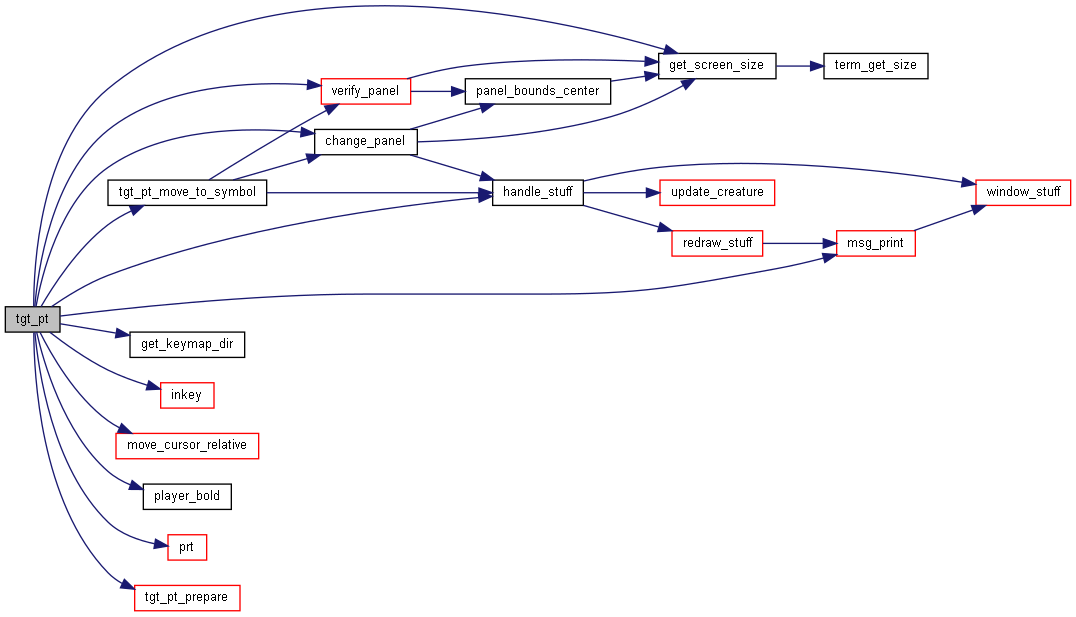 get_screen_size
term_get_size
verify_panel
panel_bounds_center
change_panel
tgt_pt_move_to_symbol
handle_stuff
update_creature
window_stuff
redraw_stuff
msg_print
tgt_pt
get_keymap_dir
inkey
move_cursor_relative
player_bold
prt
tgt_pt_prepare